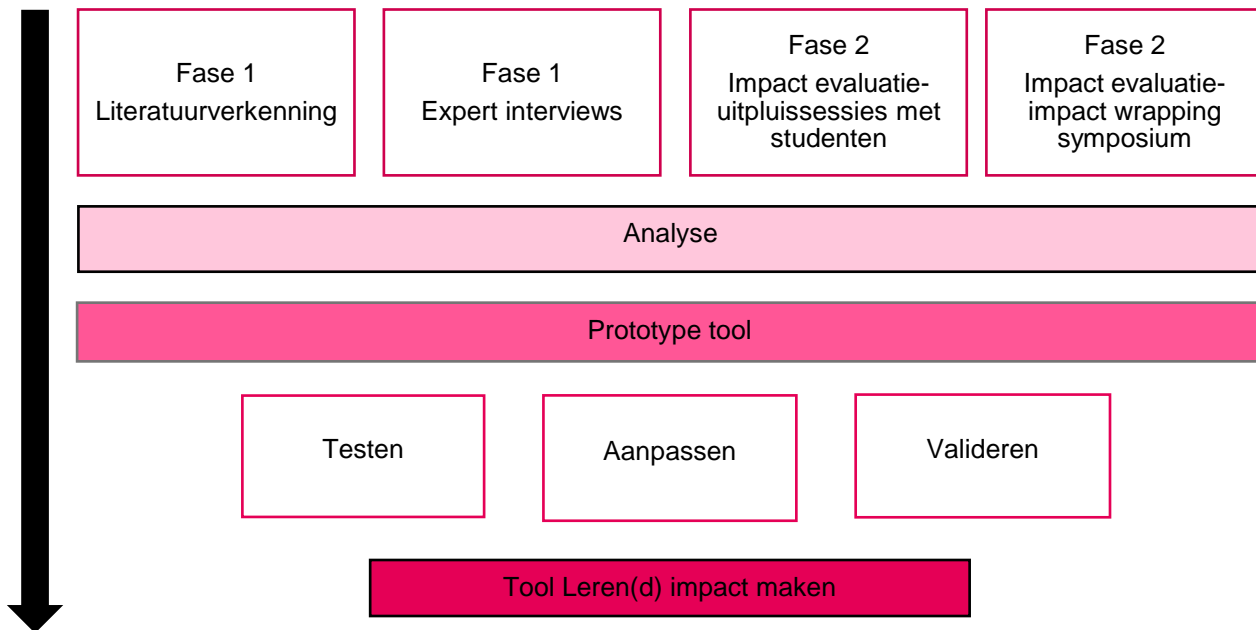 Fase 1
Literatuurverkenning
Fase 1
Expert interviews
Fase 2
Impact evaluatie-
uitpluissessies met
studenten
Fase 2
Impact evaluatie-
impact wrapping
symposium
Analyse
Prototype tool
Testen
Aanpassen
Valideren
Tool Leren(d) impact maken